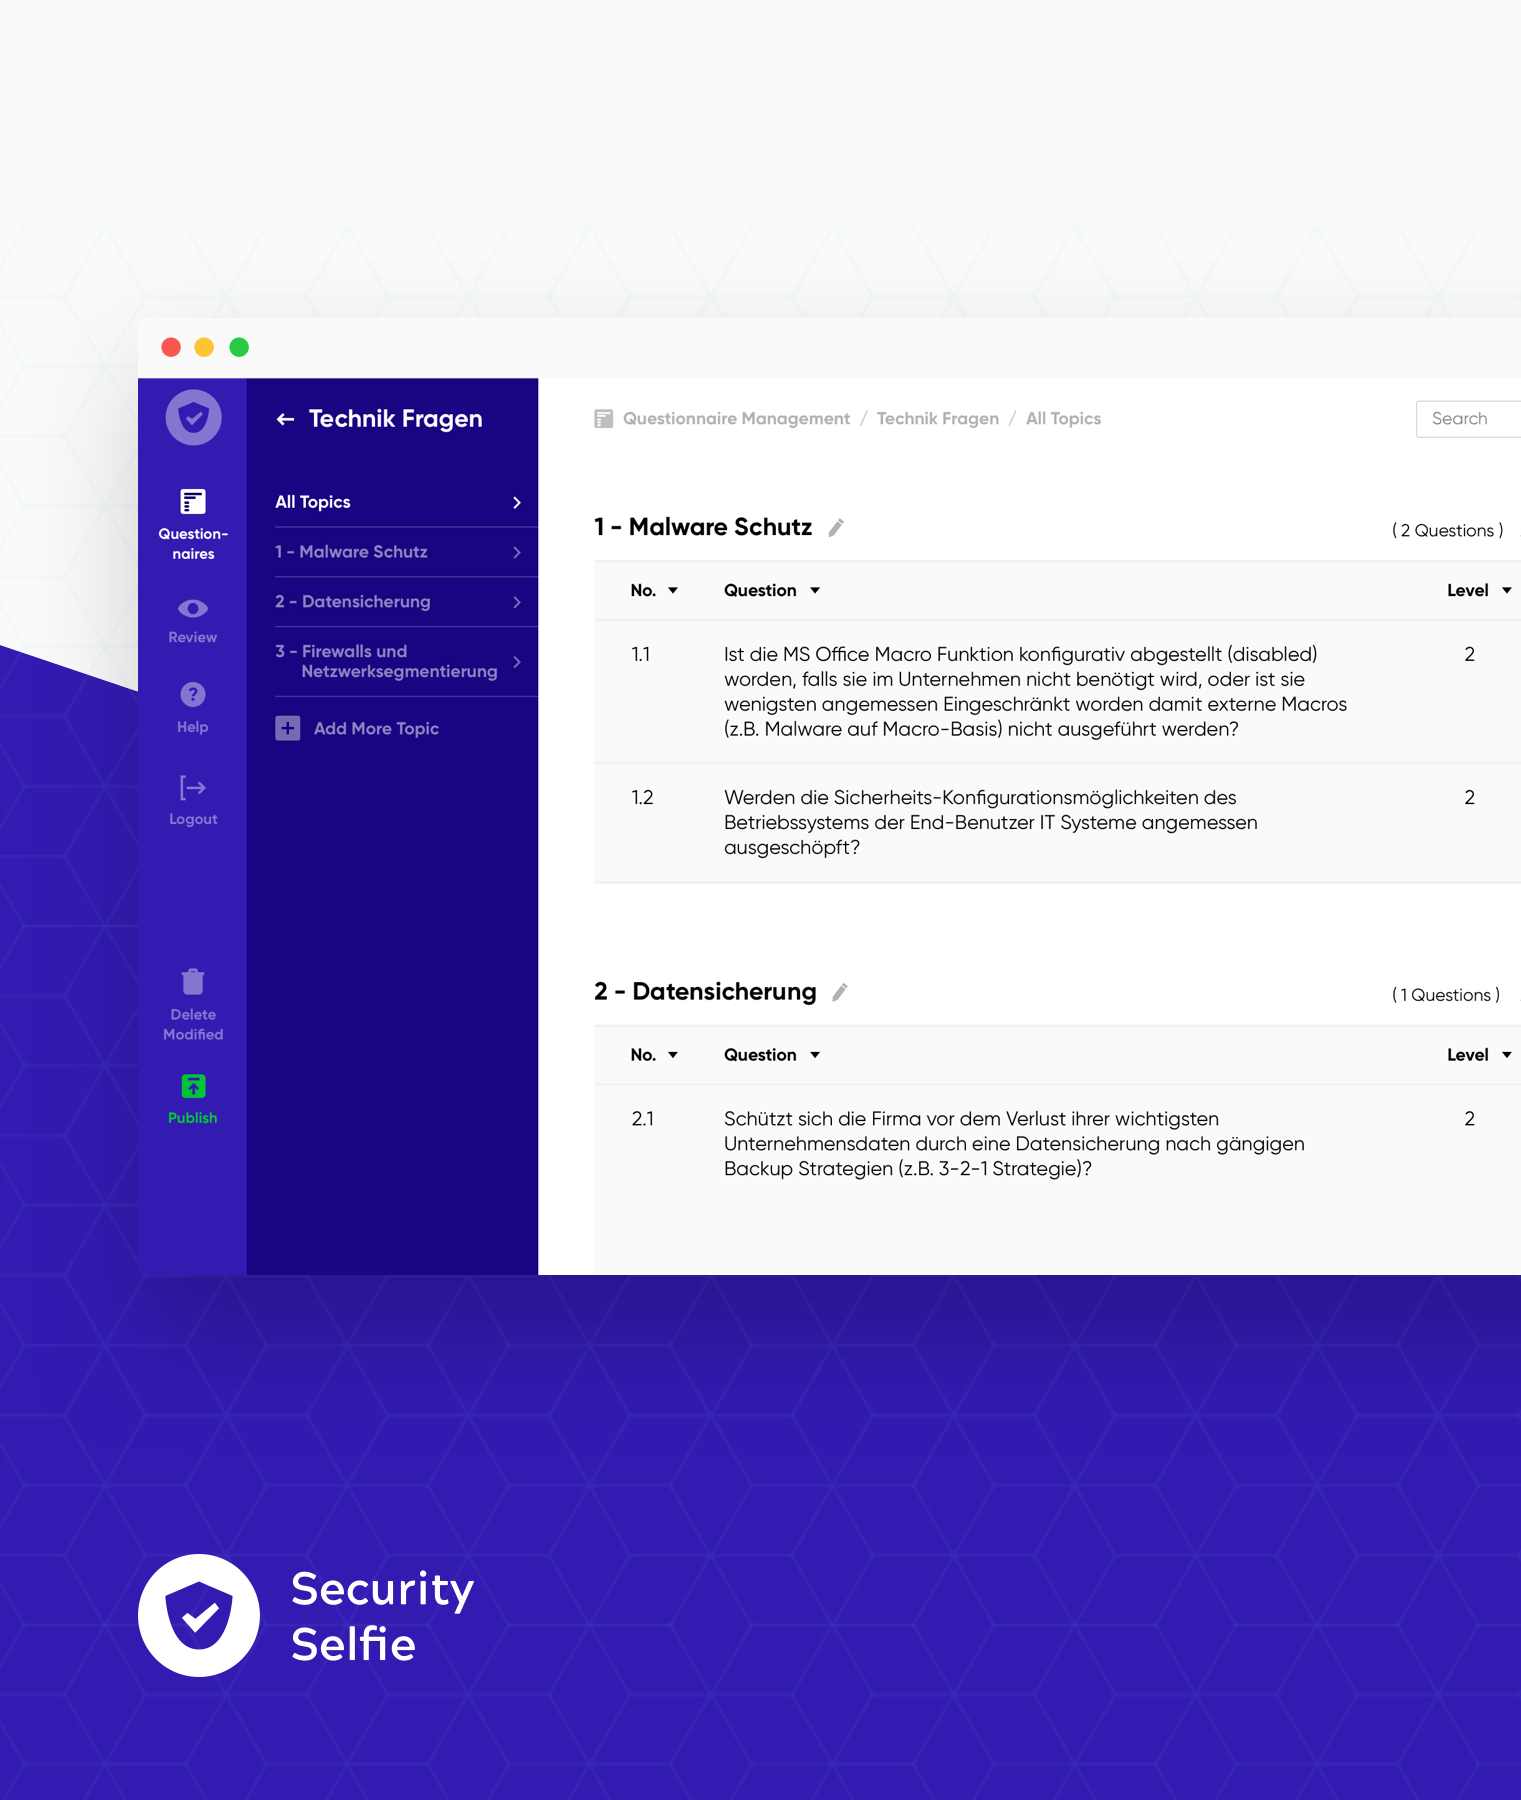 Technik Fragen
Questionnaire Management / Technik Fragen / All Topics
Search
Question-
naires
Review
Help
Logout
Delete
Modified
Publish
All Topics
1 - Malware Schutz
2 - Datensicherung
3 - Firewalls und
Netzwerksegmentierung
Add More Topic
1 - Malware Schutz
( 2 Questions )
No. Question Level
1.1 Ist die MS Office Macro Funktion konfigurativ abgestellt (disabled) 2
worden, falls sie im Unternehmen nicht benötigt wird, oder ist sie
wenigsten angemessen Eingeschränkt worden damit externe Macros
(z.B. Malware auf Macro-Basis) nicht ausgeführt werden?
1.2 Werden die Sicherheits-Konfigurationsmöglichkeiten des 2
Betriebssystems der End-Benutzer IT Systeme angemessen
ausgeschöpft?
2 - Datensicherung
( 1 Questions )
No. Question Level
2.1 Schützt sich die Firma vor dem Verlust ihrer wichtigsten 2
Unternehmensdaten durch eine Datensicherung nach gängigen
Backup Strategien (z.B. 3-2-1 Strategie)?
Security
Selfie